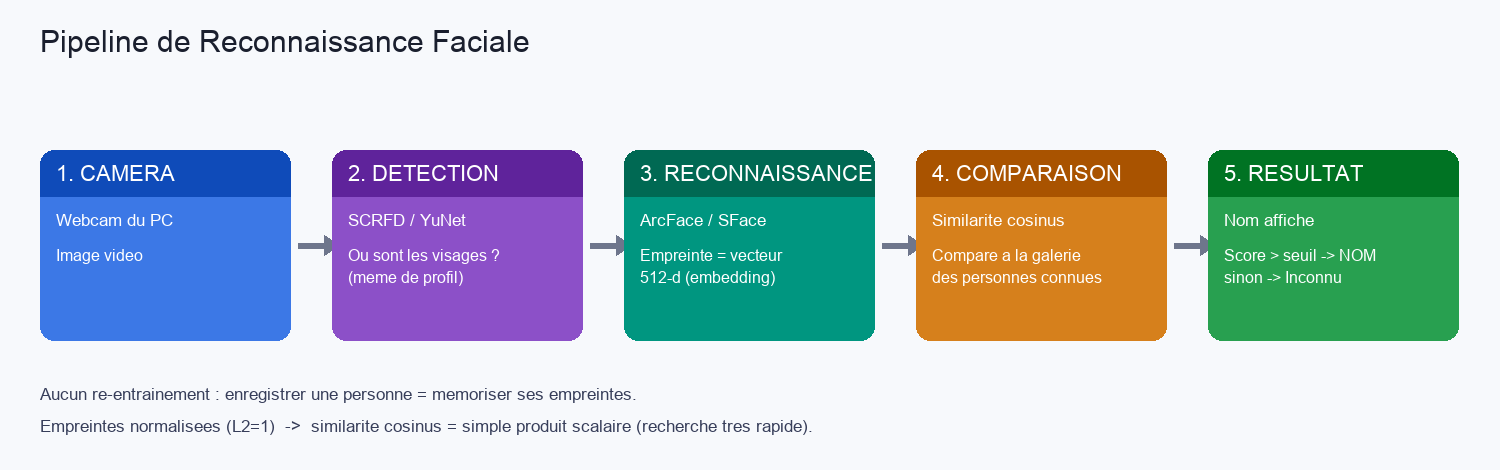 Pipeline de Reconnaissance Faciale
1. CAMERA
Webcam du PC
Image video
2. DETECTION
SCRFD / YuNet
Ou sont les visages ?
(meme de profil)
3. RECONNAISSANCE
ArcFace / SFace
Empreinte = vecteur
512-d (embedding)
4. COMPARAISON
Similarite cosinus
Compare a la galerie
des personnes connues
5. RESULTAT
Nom affiche
Score > seuil -> NOM
sinon -> Inconnu
Aucun re-entrainement : enregistrer une personne = memoriser ses empreintes.
Empreintes normalisees (L2=1)  ->  similarite cosinus = simple produit scalaire (recherche tres rapide).